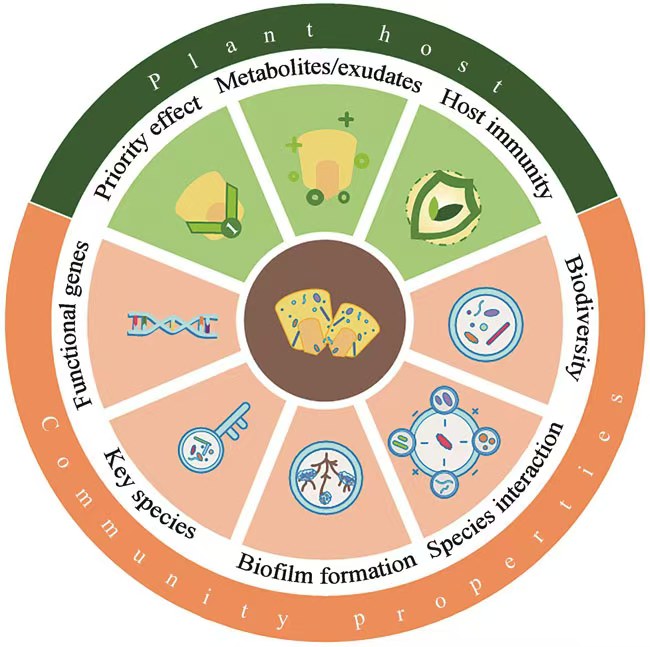 Plant host
Metabolites/exudates
Priority effect
Host immunity
Functional genes
Biodiversity
Key species
Species interaction
Biofilm formation
Community properties
1